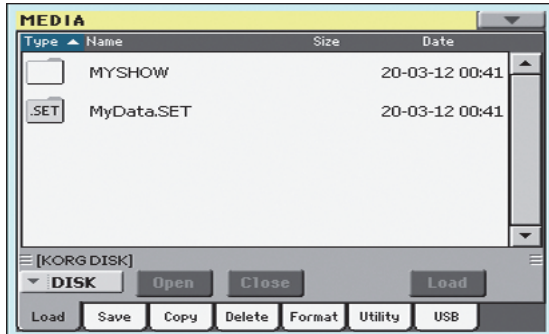 MEDIA
Type Name Size Date
MYSHOW 20-03-12 00:41
.SET MyData.SET 20-03-12 00:41
[KORG DISK]
DISK Open Close Load
Load Save Copy Delete Format Utility USB